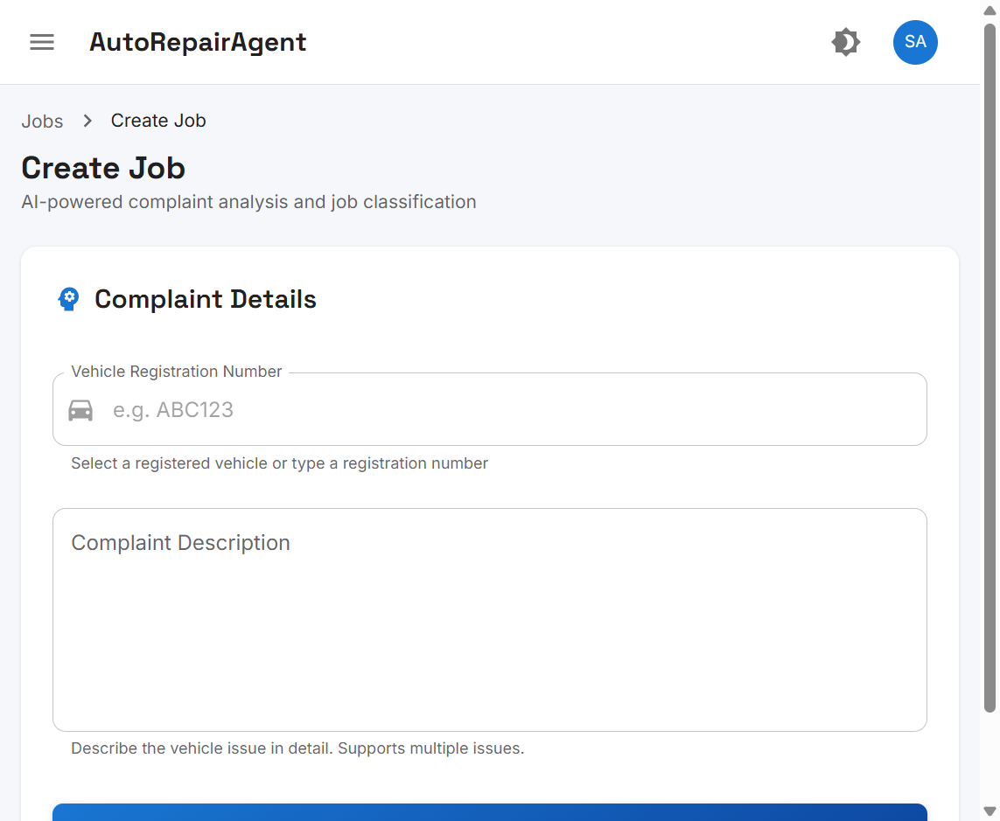 AutoRepairAgent
SA
Jobs > Create Job
Create Job
AI-powered complaint analysis and job classification
Complaint Details
Vehicle Registration Number
e.g. ABC123
Select a registered vehicle or type a registration number
Complaint Description
Describe the vehicle issue in detail. Supports multiple issues.